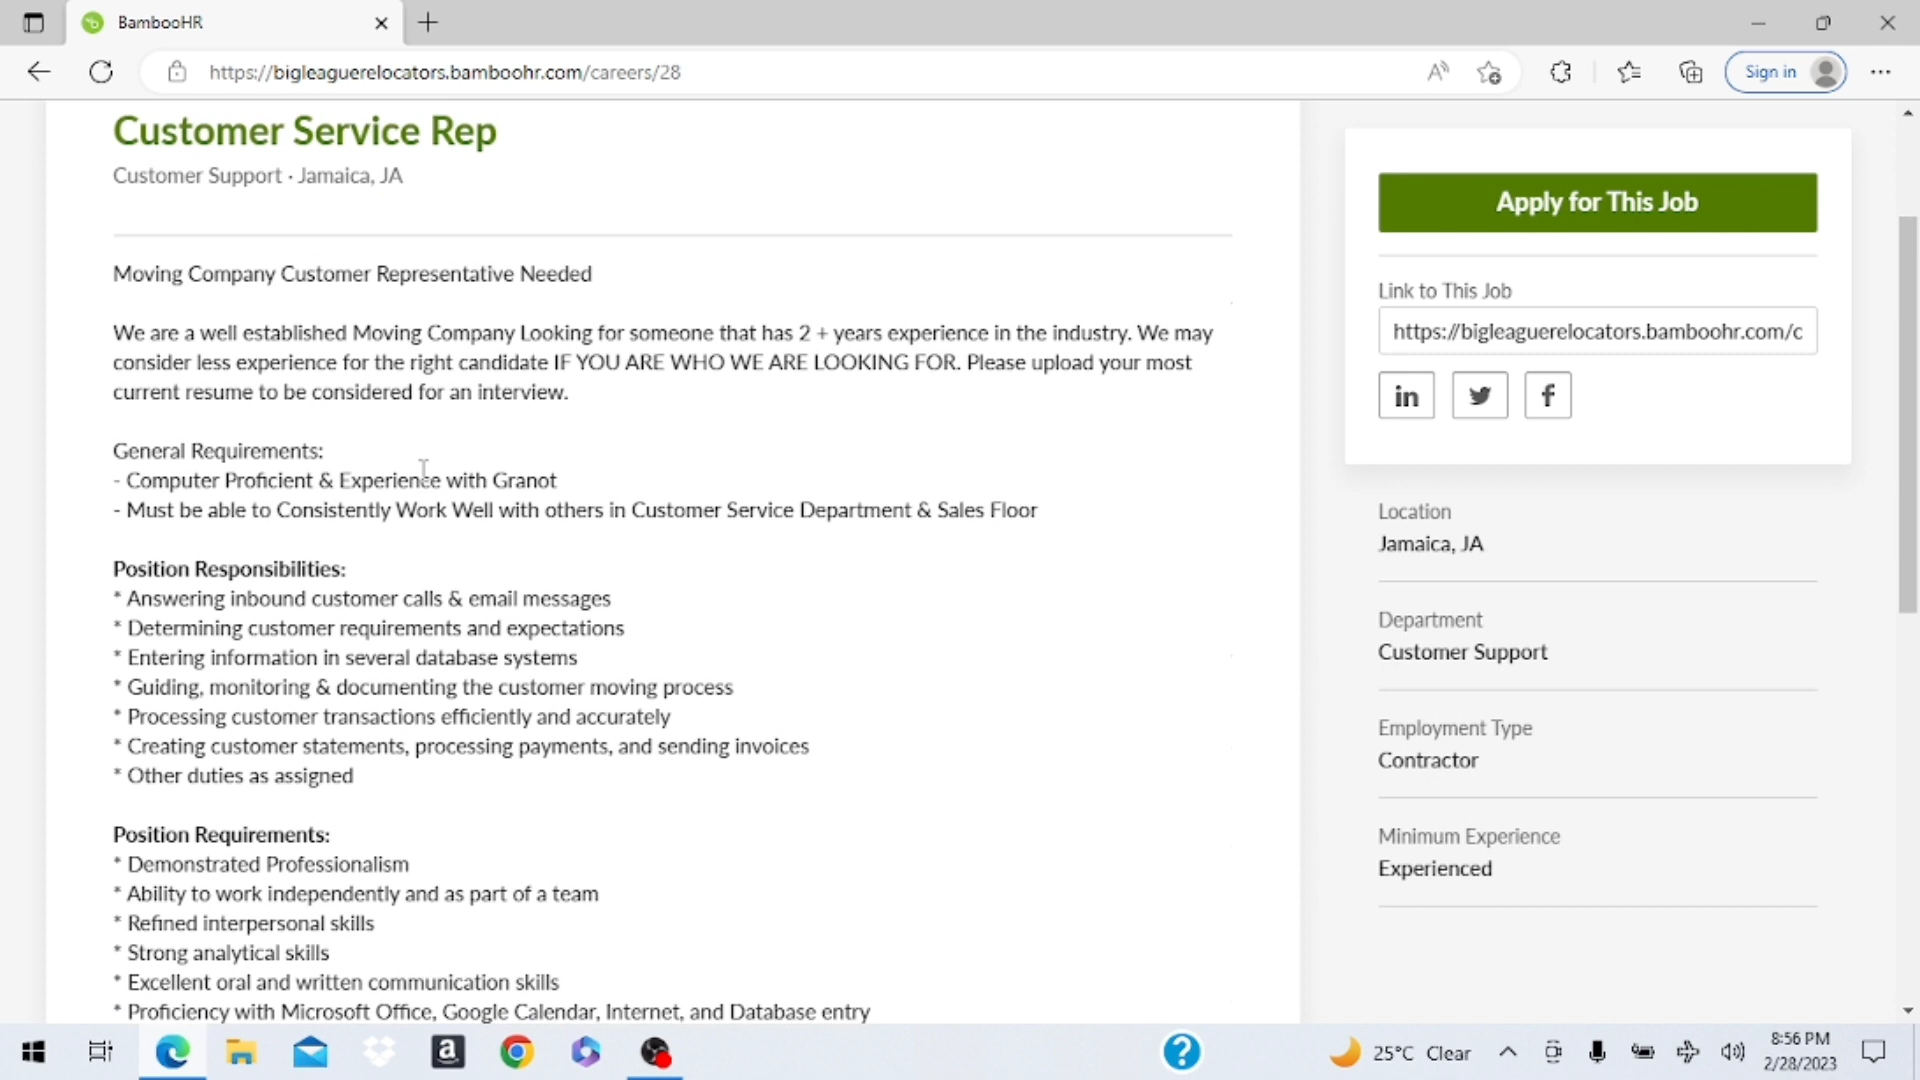 BambooHR
https://bigleaguerelocators.bamboohr.com/careers/28
Sign in
Customer Service Rep
Customer Support · Jamaica, JA
Moving Company Customer Representative Needed
We are a well established Moving Company Looking for someone that has 2 + years experience in the industry. We may
consider less experience for the right candidate IF YOU ARE WHO WE ARE LOOKING FOR. Please upload your most
current resume to be considered for an interview.
General Requirements:
- Computer Proficient & Experience with Granot
- Must be able to Consistently Work Well with others in Customer Service Department & Sales Floor
Position Responsibilities:
* Answering inbound customer calls & email messages
* Determining customer requirements and expectations
* Entering information in several database systems
* Guiding, monitoring & documenting the customer moving process
* Processing customer transactions efficiently and accurately
* Creating customer statements, processing payments, and sending invoices
* Other duties as assigned
Position Requirements:
* Demonstrated Professionalism
* Ability to work independently and as part of a team
* Refined interpersonal skills
* Strong analytical skills
* Excellent oral and written communication skills
* Proficiency with Microsoft Office, Google Calendar, Internet, and Database entry
Apply for This Job
Link to This Job
https://bigleaguerelocators.bamboohr.com/c
Location
Jamaica, JA
Department
Customer Support
Employment Type
Contractor
Minimum Experience
Experienced
25°C Clear
8:56 PM
2/28/2023